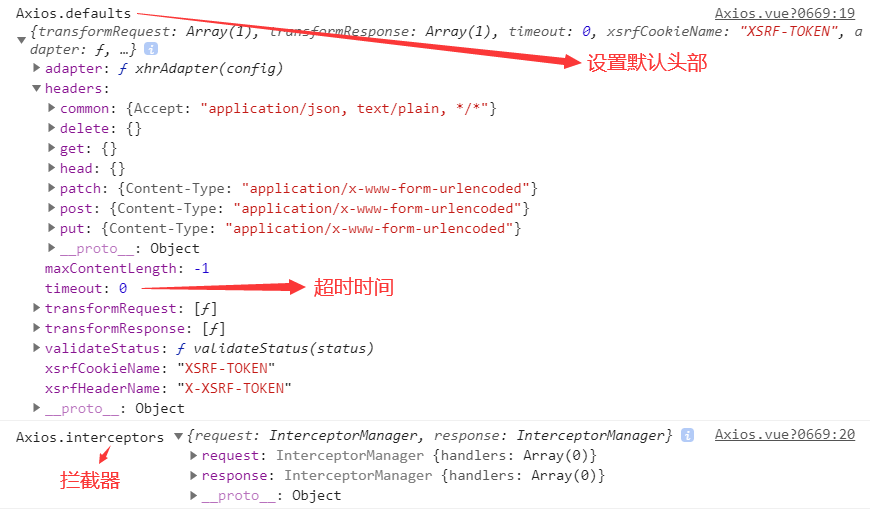 Axios.defaults Axios.vue?0669:19
{transformRequest: Array(1), transformResponse: Array(1), timeout: 0, xsrfCookieName: "XSRF-TOKEN", a
dapter: ƒ, …} i
设置默认头部
adapter: ƒ xhrAdapter(config)
headers:
common: {Accept: "application/json, text/plain, */*"}
delete: {}
get: {}
head: {}
patch: {Content-Type: "application/x-www-form-urlencoded"}
post: {Content-Type: "application/x-www-form-urlencoded"}
put: {Content-Type: "application/x-www-form-urlencoded"}
__proto__: Object
maxContentLength: -1
timeout: 0 超时时间
transformRequest: [ƒ]
transformResponse: [ƒ]
validateStatus: ƒ validateStatus(status)
xsrfCookieName: "XSRF-TOKEN"
xsrfHeaderName: "X-XSRF-TOKEN"
__proto__: Object
Axios.interceptors {request: InterceptorManager, response: InterceptorManager} i Axios.vue?0669:20
request: InterceptorManager {handlers: Array(0)}
拦截器
response: InterceptorManager {handlers: Array(0)}
__proto__: Object